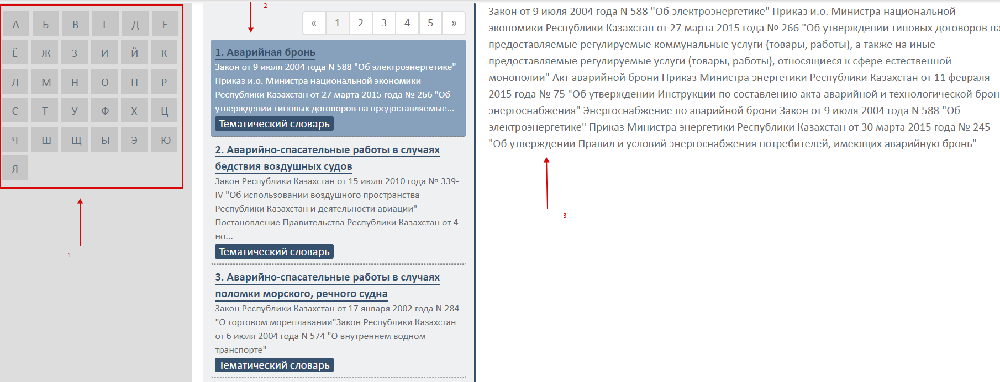 А Б В Г Д Е
Ё Ж З И Й К
Л М Н О П Р
С Т У Ф Х Ц
Ч Ш Щ Ы Э Ю
Я
1
2
« 1 2 3 4 5 »
1. Аварийная бронь
Закон от 9 июля 2004 года N 588 "Об электроэнергетике"
Приказ и.о. Министра национальной экономики
Республики Казахстан от 27 марта 2015 года № 266 "Об
утверждении типовых договоров на предоставляемые...
Тематический словарь
2. Аварийно-спасательные работы в случаях
бедствия воздушных судов
Закон Республики Казахстан от 15 июля 2010 года № 339-
IV "Об использовании воздушного пространства
Республики Казахстан и деятельности авиации"
Постановление Правительства Республики Казахстан от 4
но...
Тематический словарь
3. Аварийно-спасательные работы в случаях
поломки морского, речного судна
Закон Республики Казахстан от 17 января 2002 года N 284
"О торговом мореплавании"Закон Республики Казахстан
от 6 июля 2004 года N 574 "О внутреннем водном
транспорте"
Тематический словарь
Закон от 9 июля 2004 года N 588 "Об электроэнергетике" Приказ и.о. Министра национальной
экономики Республики Казахстан от 27 марта 2015 года № 266 "Об утверждении типовых договоров на
предоставляемые регулируемые коммунальные услуги (товары, работы), а также на иные
предоставляемые регулируемые услуги (товары, работы), относящиеся к сфере естественной
монополии" Акт аварийной брони Приказ Министра энергетики Республики Казахстан от 11 февраля
2015 года № 75 "Об утверждении Инструкции по составлению акта аварийной и технологической брон
энергоснабжения" Энергоснабжение по аварийной брони Закон от 9 июля 2004 года N 588 "Об
электроэнергетике" Приказ Министра энергетики Республики Казахстан от 30 марта 2015 года № 245
"Об утверждении Правил и условий энергоснабжения потребителей, имеющих аварийную бронь"
3